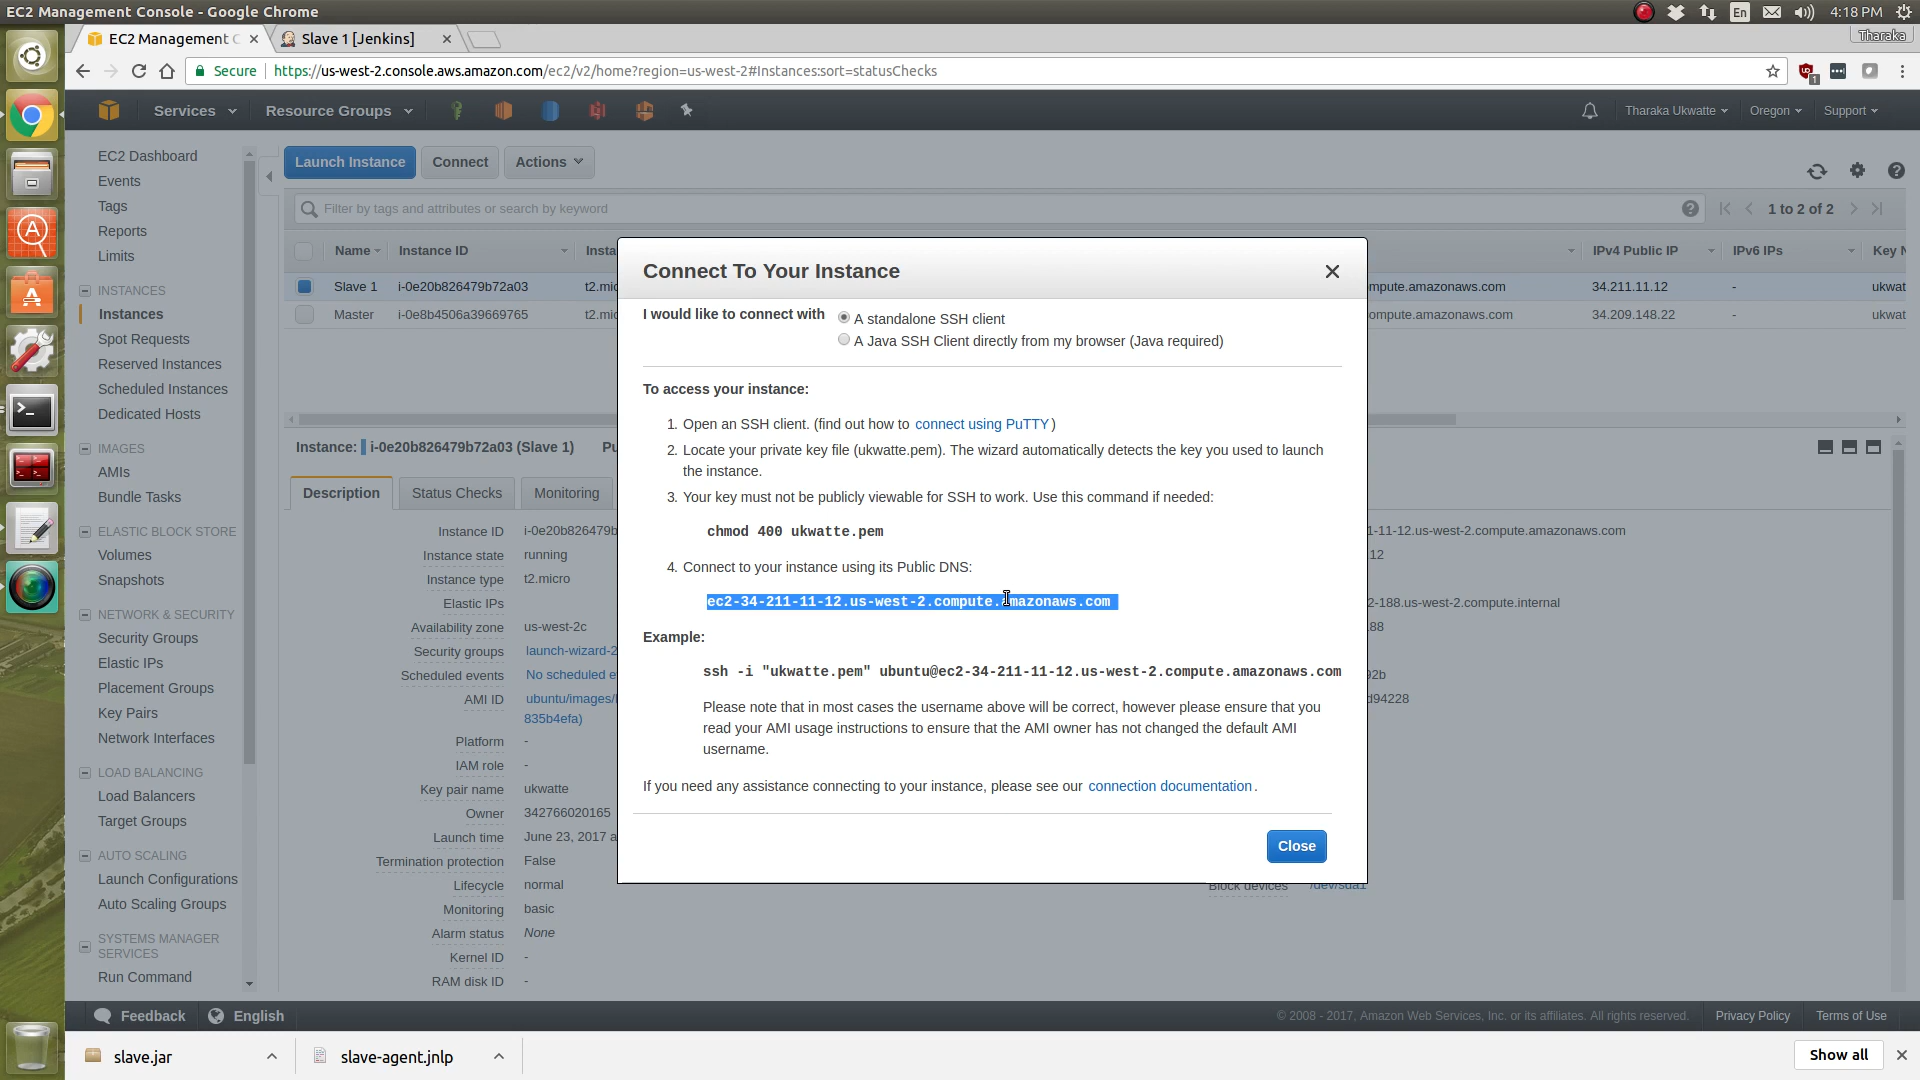 EC2 Management Console - Google Chrome
En
4:18 PM
EC2 Management C
Slave 1 [Jenkins]
Tharaka
Secure
https://us-west-2.console.aws.amazon.com/ec2/v2/home?region=us-west-2#Instances:sort=statusChecks
1
Services
Resource Groups
Tharaka Ukwatte
Oregon
Support
EC2 Dashboard
Events
Tags
Reports
Limits
INSTANCES
Instances
Spot Requests
Reserved Instances
Scheduled Instances
Dedicated Hosts
IMAGES
AMIs
Bundle Tasks
ELASTIC BLOCK STORE
Volumes
Snapshots
NETWORK & SECURITY
Security Groups
Elastic IPs
Placement Groups
Key Pairs
Network Interfaces
LOAD BALANCING
Load Balancers
Target Groups
AUTO SCALING
Launch Configurations
Auto Scaling Groups
SYSTEMS MANAGER
SERVICES
Run Command
Launch Instance
Connect
Actions
Filter by tags and attributes or search by keyword
1 to 2 of 2
Name
Instance ID
Insta
IPv4 Public IP
IPv6 IPs
Key N
Slave 1
i-0e20b826479b72a03
t2.mic
mpute.amazonaws.com
34.211.11.12
-
ukwat
Master
i-0e8b4506a39669765
t2.mic
ompute.amazonaws.com
34.209.148.22
-
ukwat
Instance:
i-0e20b826479b72a03 (Slave 1)
Pu
Description
Status Checks
Monitoring
Instance ID
i-0e20b826479b
1-11-12.us-west-2.compute.amazonaws.com
Instance state
running
12
Instance type
t2.micro
Elastic IPs
2-188.us-west-2.compute.internal
Availability zone
us-west-2c
88
Security groups
launch-wizard-2
Scheduled events
No scheduled e
92b
AMI ID
ubuntu/images/
d94228
835b4efa)
Platform
-
IAM role
-
Key pair name
ukwatte
Owner
342766020165
Launch time
June 23, 2017 a
Termination protection
False
Lifecycle
normal
Block devices
/dev/sda1
Monitoring
basic
Alarm status
None
Kernel ID
-
RAM disk ID
-
Connect To Your Instance
I would like to connect with
A standalone SSH client
A Java SSH Client directly from my browser (Java required)
To access your instance:
1. Open an SSH client. (find out how to connect using PuTTY)
2. Locate your private key file (ukwatte.pem). The wizard automatically detects the key you used to launch
the instance.
3. Your key must not be publicly viewable for SSH to work. Use this command if needed:
chmod 400 ukwatte.pem
4. Connect to your instance using its Public DNS:
ec2-34-211-11-12.us-west-2.compute.amazonaws.com
Example:
ssh -i "ukwatte.pem" ubuntu@ec2-34-211-11-12.us-west-2.compute.amazonaws.com
Please note that in most cases the username above will be correct, however please ensure that you
read your AMI usage instructions to ensure that the AMI owner has not changed the default AMI
username.
If you need any assistance connecting to your instance, please see our connection documentation.
Close
Feedback
English
© 2008 - 2017, Amazon Web Services, Inc. or its affiliates. All rights reserved.
Privacy Policy
Terms of Use
slave.jar
slave-agent.jnlp
Show all